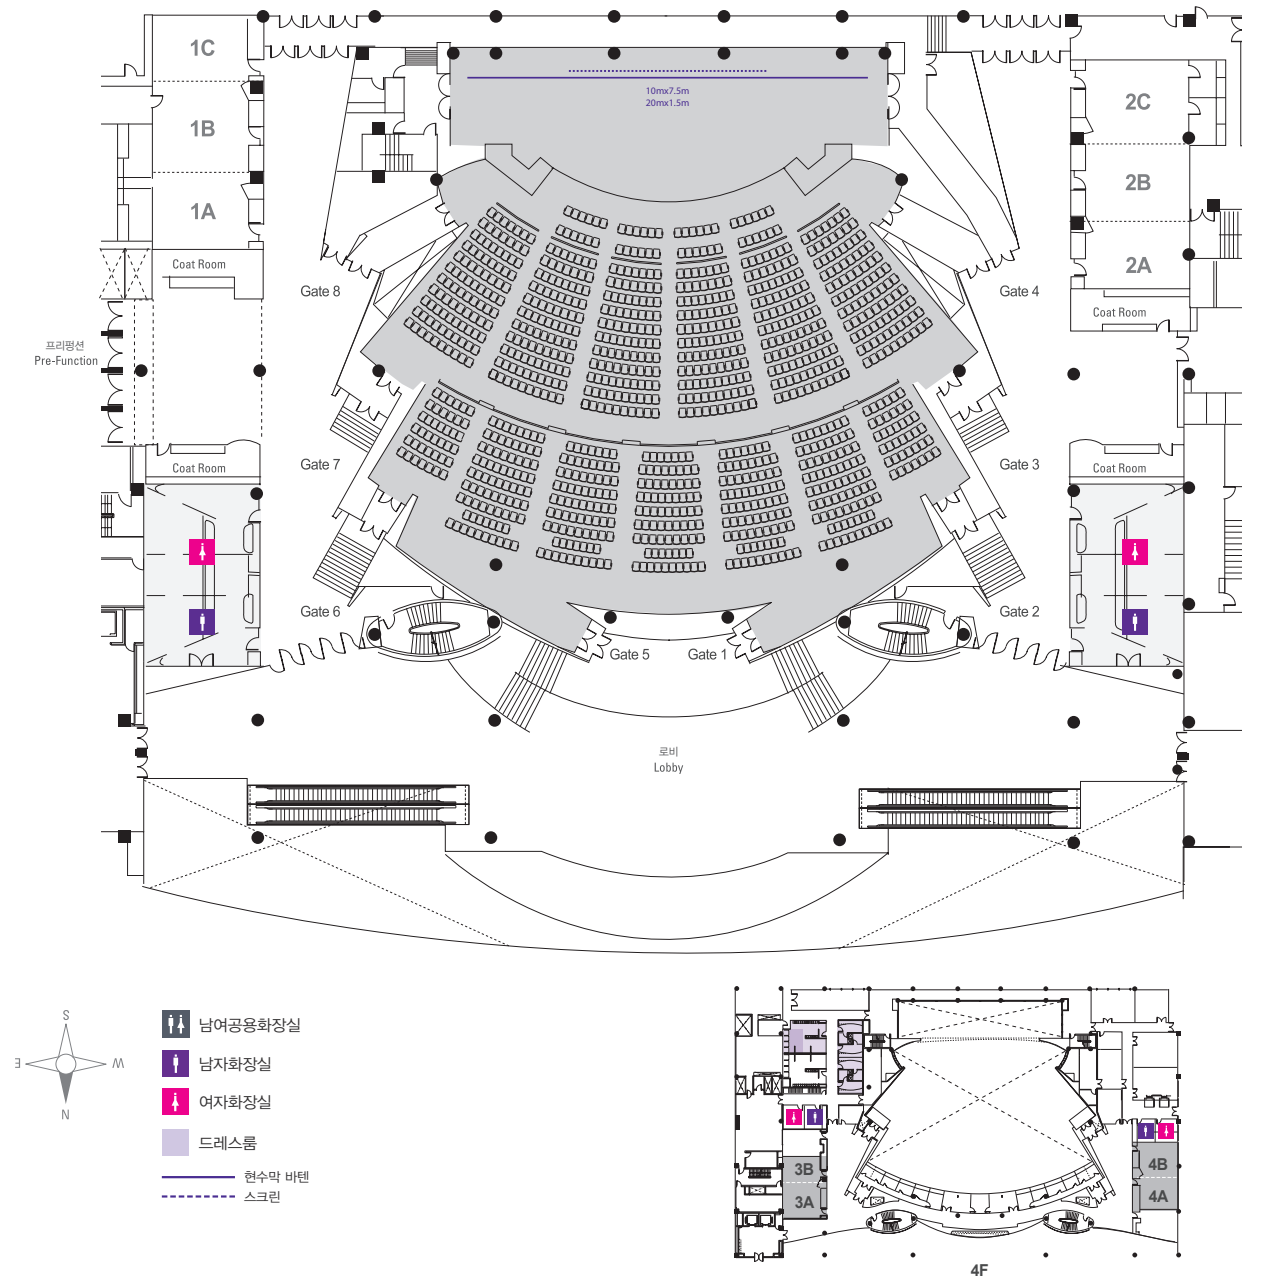 1C
1B
1A
Coat Room
10mx7.5m
20mx1.5m
2C
2B
2A
Coat Room
Gate 8
Gate 4
프리펑션
Pre-Function
Coat Room
Gate 7
Gate 3
Coat Room
Gate 6
Gate 2
Gate 5
Gate 1
로비
Lobby
S
E
W
N
남여공용화장실
남자화장실
여자화장실
드레스룸
현수막 바텐
스크린
3B
3A
4B
4A
4F